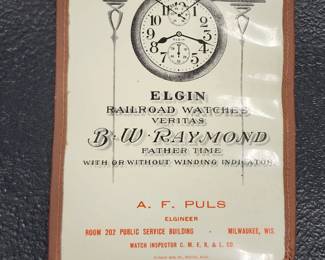 ELGIN
RAILROAD WATCHES
VERITAS
B·W·RAYMOND
FATHER TIME
WITH OR WITHOUT WINDING INDICATOR
A. F. PULS
ELGINEER
ROOM 202 PUBLIC SERVICE BUILDING MILWAUKEE, WIS.
WATCH INSPECTOR C. M. E. R. & L. CO.